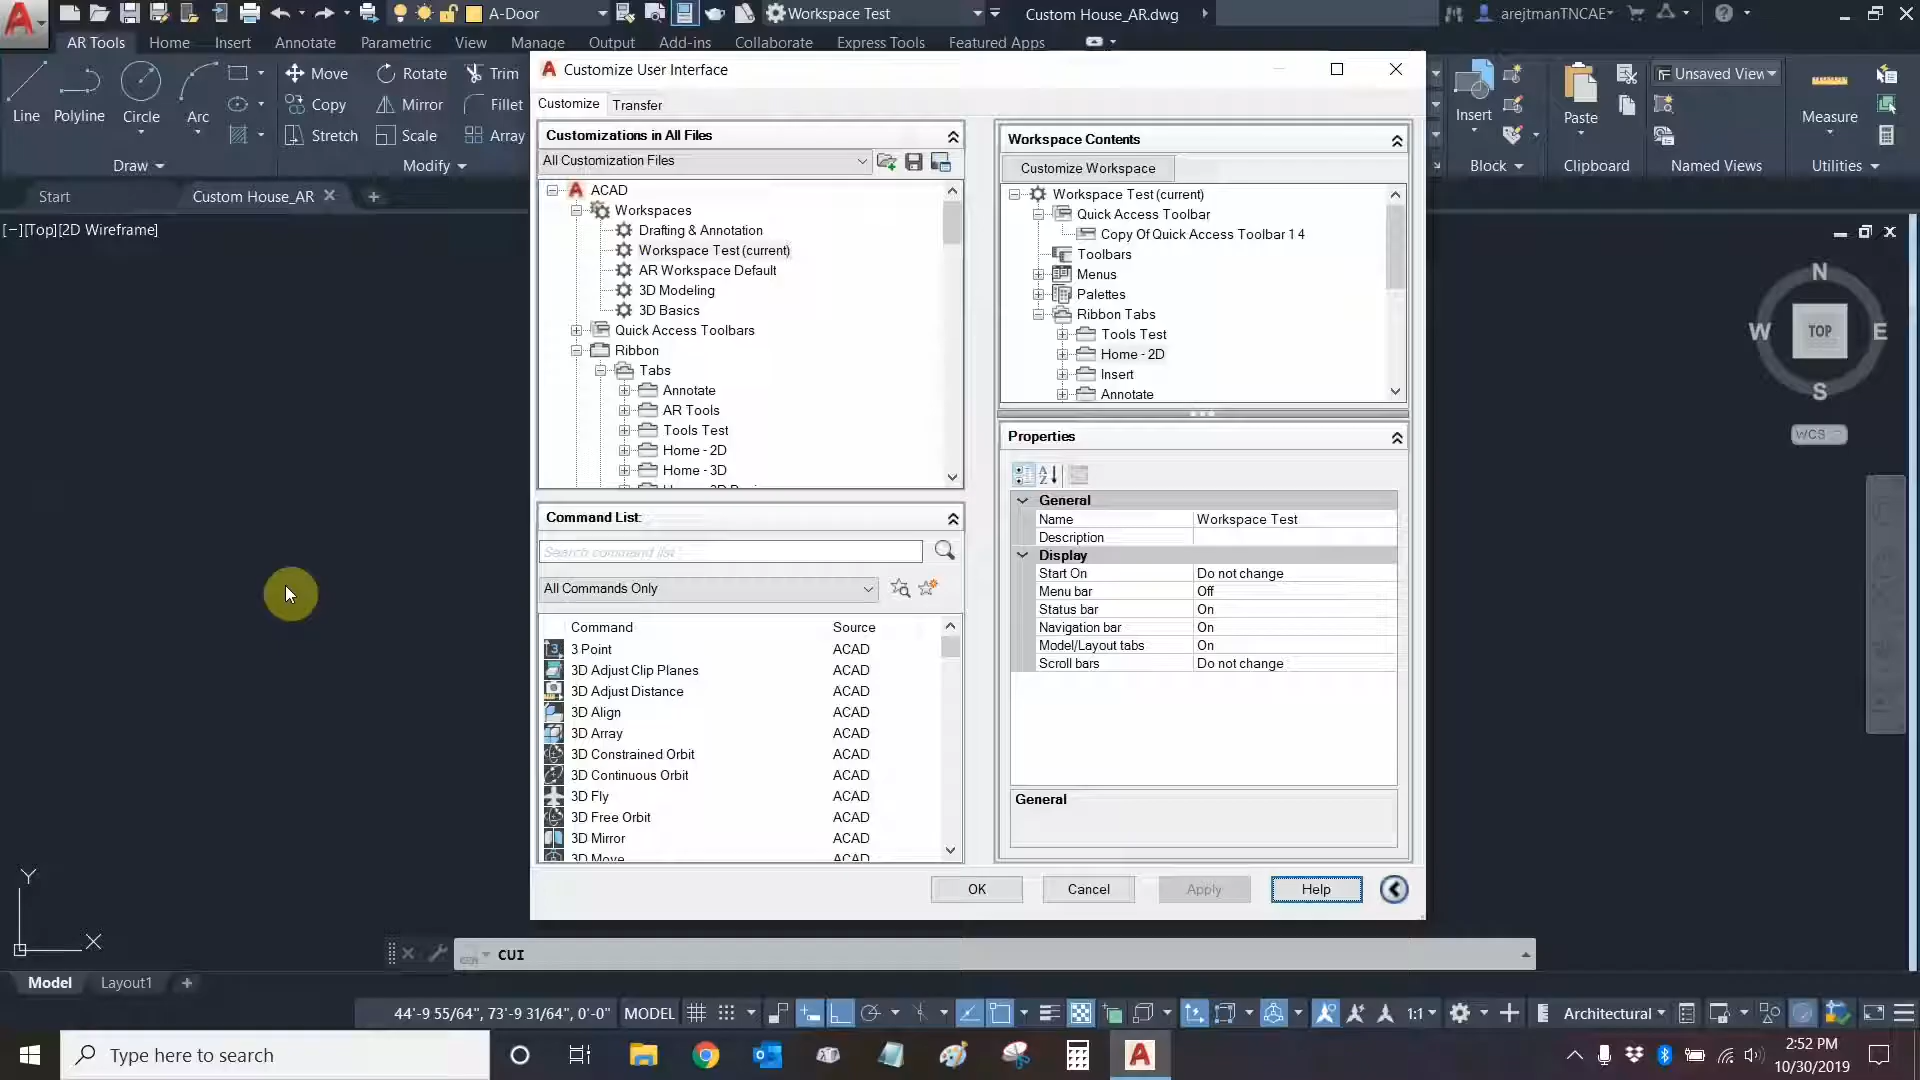 A-Door
Workspace Test
Custom House_AR.dwg
arejtmanTNCAE
AR Tools
Home
Insert
Annotate
Parametric
View
Manage
Output
Add-ins
Collaborate
Express Tools
Featured Apps
Line
Polyline
Circle
Arc
Move
Rotate
Trim
Copy
Mirror
Fillet
Stretch
Scale
Array
Draw
Modify
Insert
Paste
Unsaved View
Measure
Block
Clipboard
Named Views
Utilities
Start
Custom House_AR
[−][Top][2D Wireframe]
N
W
TOP
E
S
WCS
Customize User Interface
Customize
Transfer
Customizations in All Files
All Customization Files
ACAD
Workspaces
Drafting & Annotation
Workspace Test (current)
AR Workspace Default
3D Modeling
3D Basics
Quick Access Toolbars
Ribbon
Tabs
Annotate
AR Tools
Tools Test
Home - 2D
Home - 3D
Command List:
Search command list
All Commands Only
Command Source
3 Point ACAD
3D Adjust Clip Planes ACAD
3D Adjust Distance ACAD
3D Align ACAD
3D Array ACAD
3D Constrained Orbit ACAD
3D Continuous Orbit ACAD
3D Fly ACAD
3D Free Orbit ACAD
3D Mirror ACAD
3D Move ACAD
Workspace Contents
Customize Workspace
Workspace Test (current)
Quick Access Toolbar
Copy Of Quick Access Toolbar 1 4
Toolbars
Menus
Palettes
Ribbon Tabs
Tools Test
Home - 2D
Insert
Annotate
Properties
General
Name Workspace Test
Description
Display
Start On Do not change
Menu bar Off
Status bar On
Navigation bar On
Model/Layout tabs On
Scroll bars Do not change
General
OK
Cancel
Apply
Help
Y
X
CUI
Model
Layout1
44'-9 55/64", 73'-9 31/64", 0'-0"
MODEL
1:1
Architectural
Type here to search
2:52 PM
10/30/2019